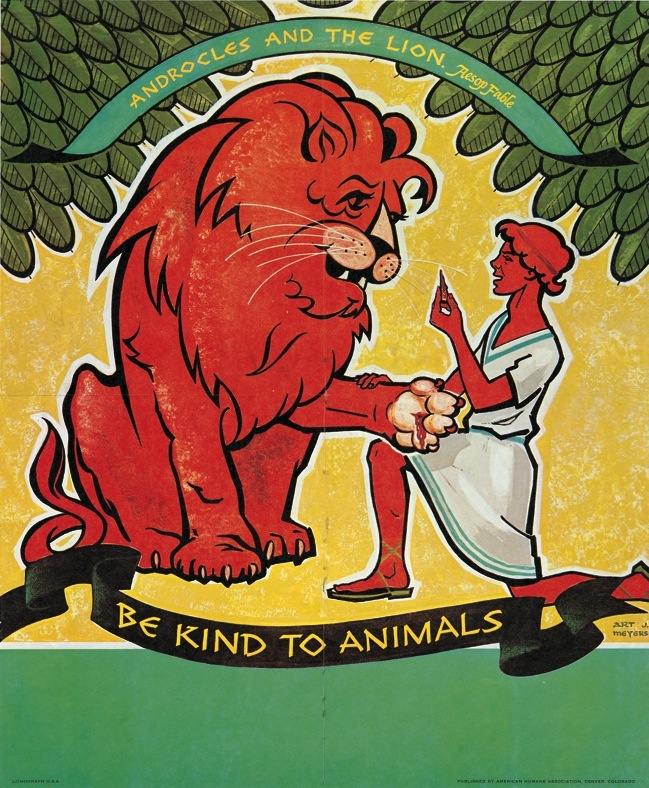 ANDROCLES AND THE LION.
Aesop Fable
BE KIND TO ANIMALS
ART J.
MEYERS
LITHOGRAPH U.S.A.
PUBLISHED BY AMERICAN HUMANE ASSOCIATION, DENVER, COLORADO